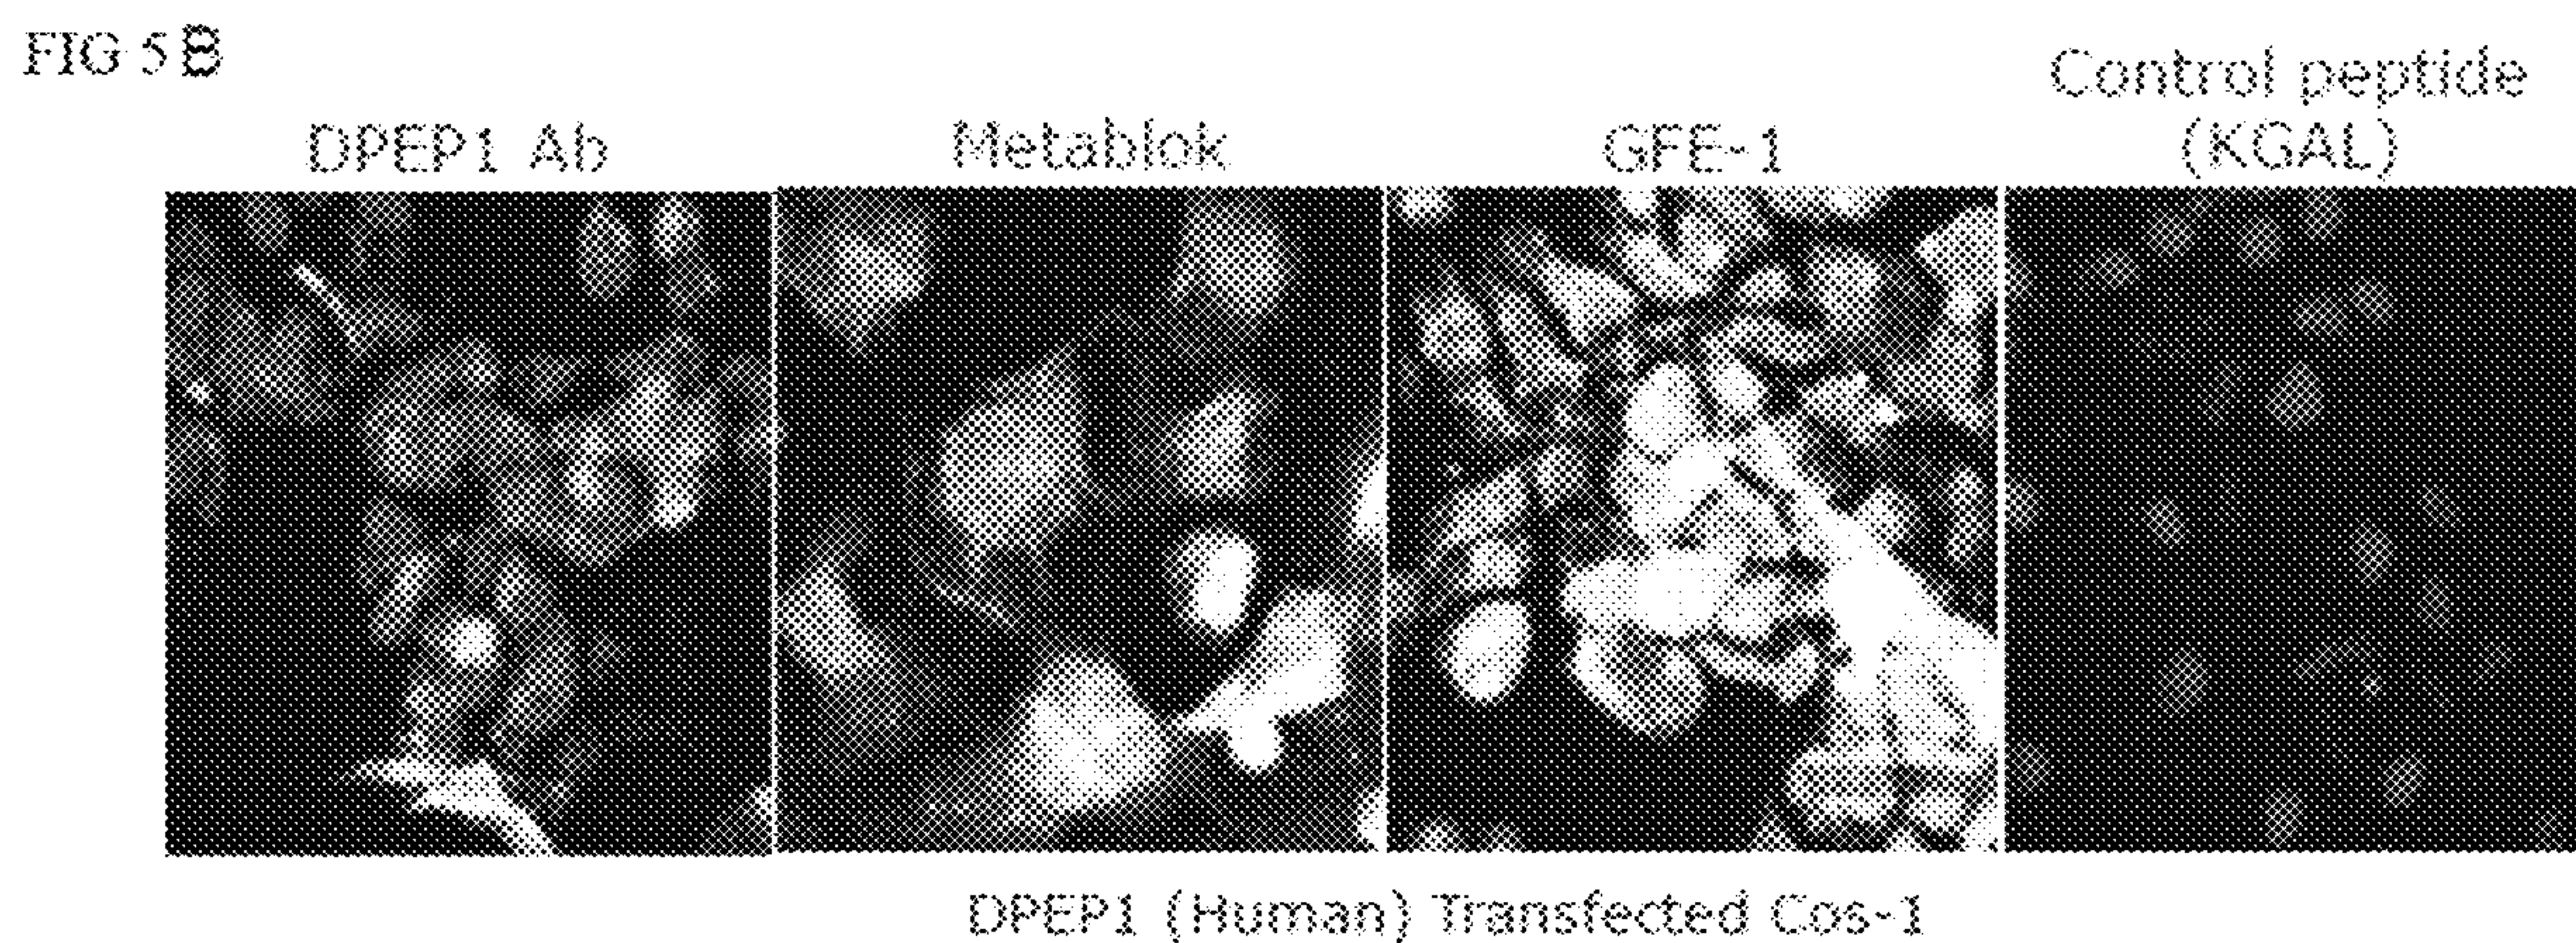 FIG 5B
DPEP1 Ab
Metablok
GFE-1
Control peptide
(KGAL)
DPEP1 (Human) Transfected Cos-1